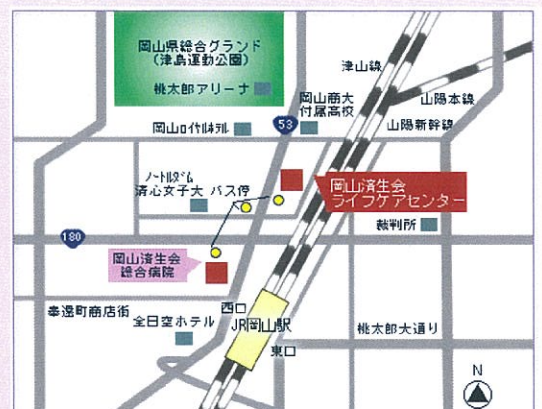 岡山県総合グランド
(津島運動公園)
桃太郎アリーナ
津山線
岡山商大
付属高校
山陽本線
山陽新幹線
岡山ロイヤルホテル
53
ノートルダム
清心女子大
バス停
岡山済生会
ライフケアセンター
裁判所
180
岡山済生会
総合病院
奉還町商店街
全日空ホテル
西口
JR岡山駅
東口
桃太郎大通り
N